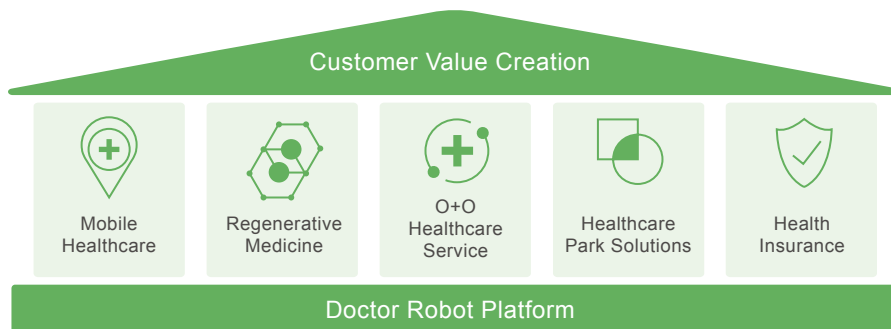 Customer Value Creation
Mobile
Healthcare
Regenerative
Medicine
O+O
Healthcare
Service
Healthcare
Park Solutions
Health
Insurance
Doctor Robot Platform